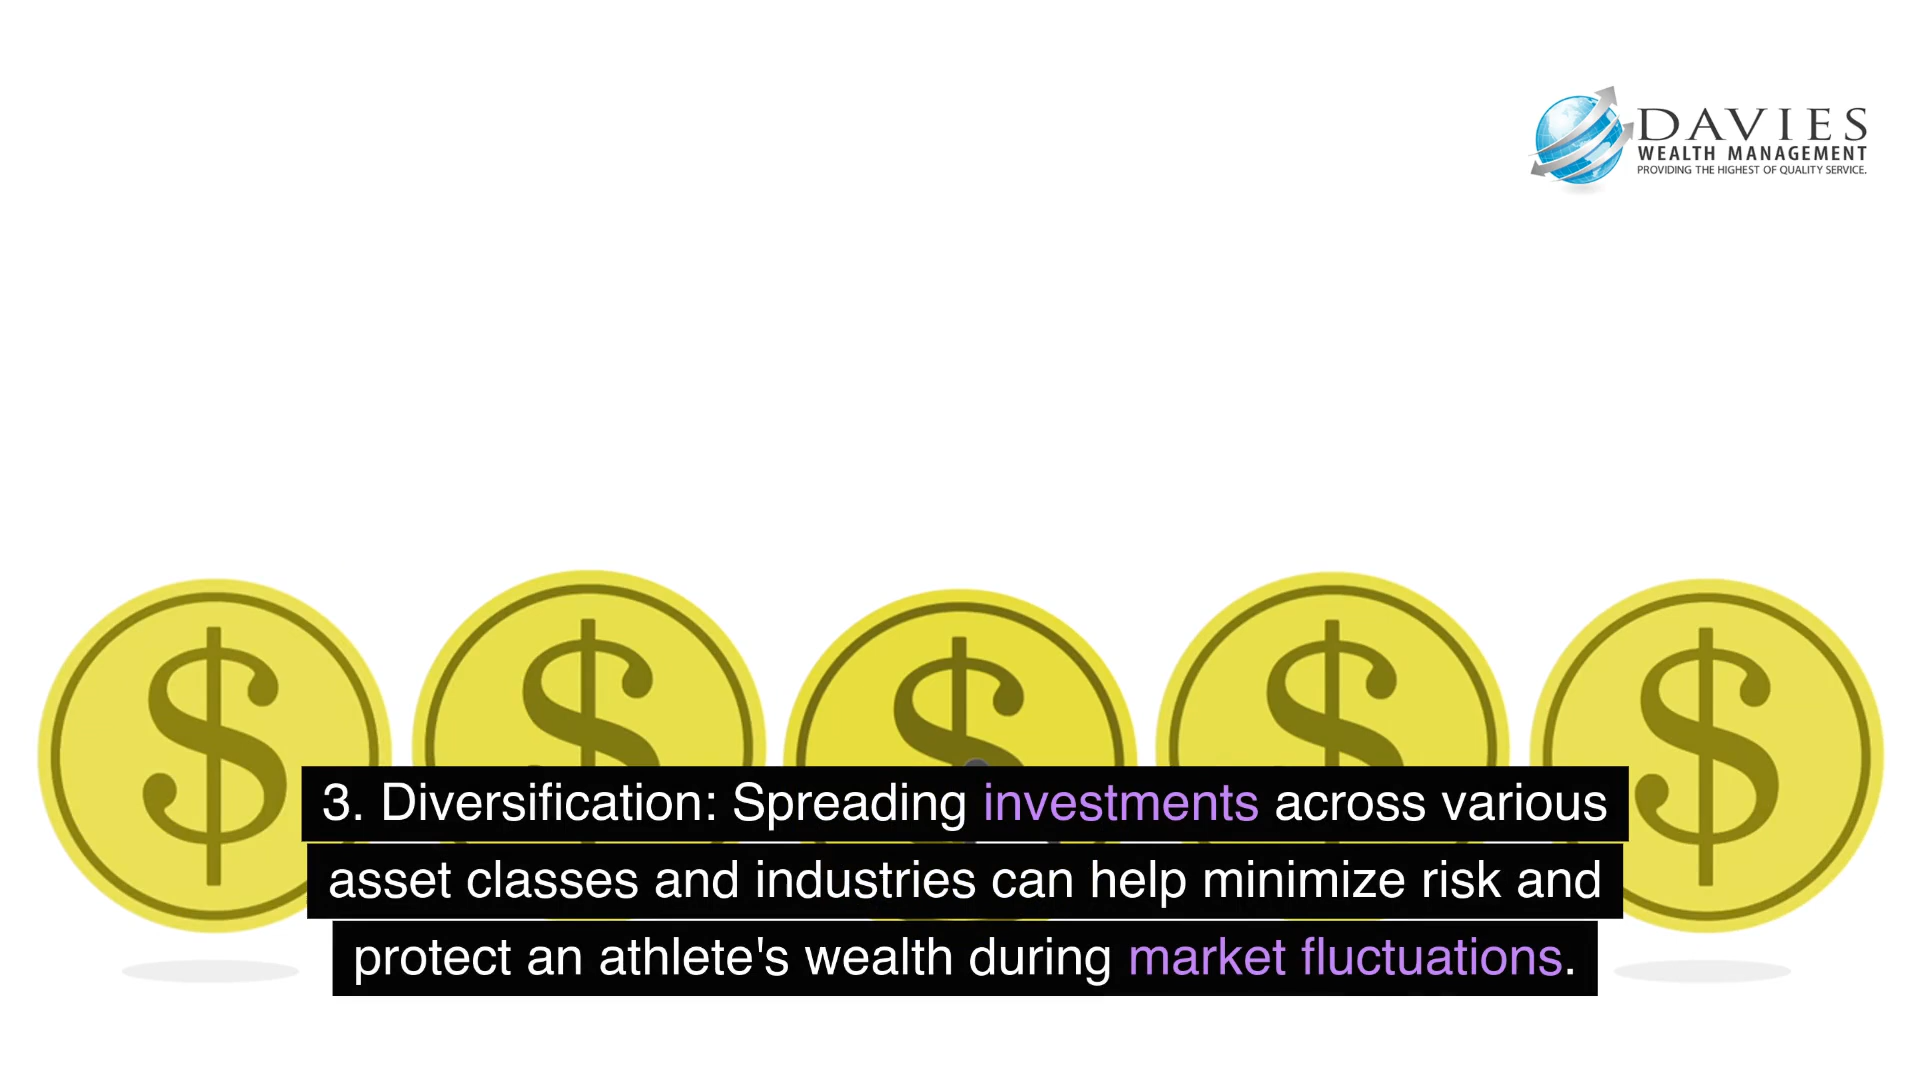 DAVIES
WEALTH MANAGEMENT
PROVIDING THE HIGHEST OF QUALITY SERVICE.
$ $ $ $ $
3. Diversification: Spreading investments across various
asset classes and industries can help minimize risk and
protect an athlete's wealth during market fluctuations.